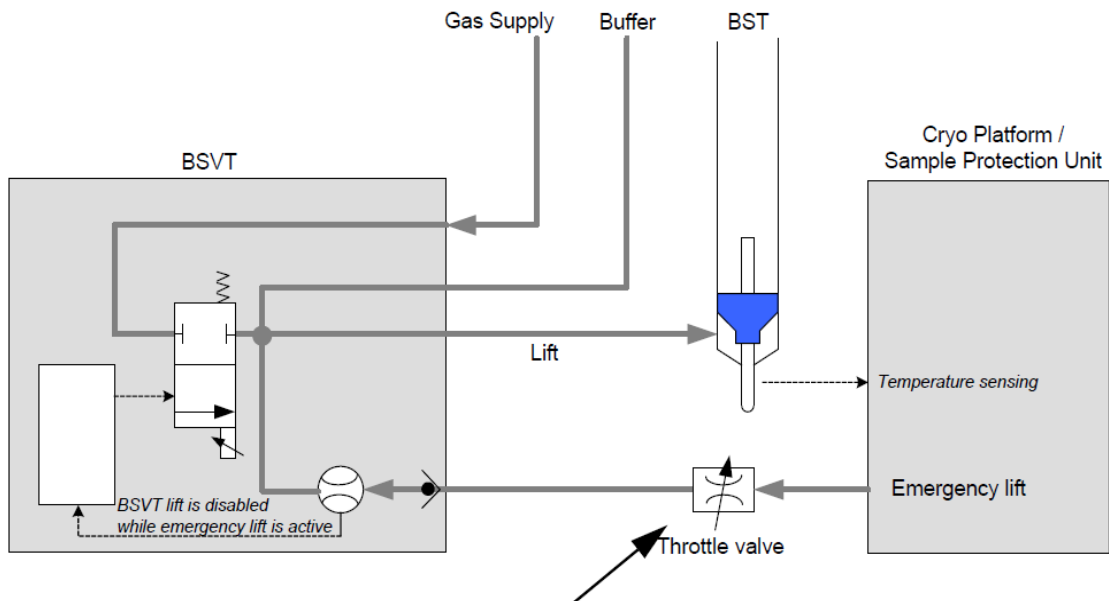 Gas Supply
Buffer
BST
Cryo Platform /
Sample Protection Unit
BSVT
Lift
Temperature sensing
Emergency lift
BSVT lift is disabled
while emergency lift is active
Throttle valve